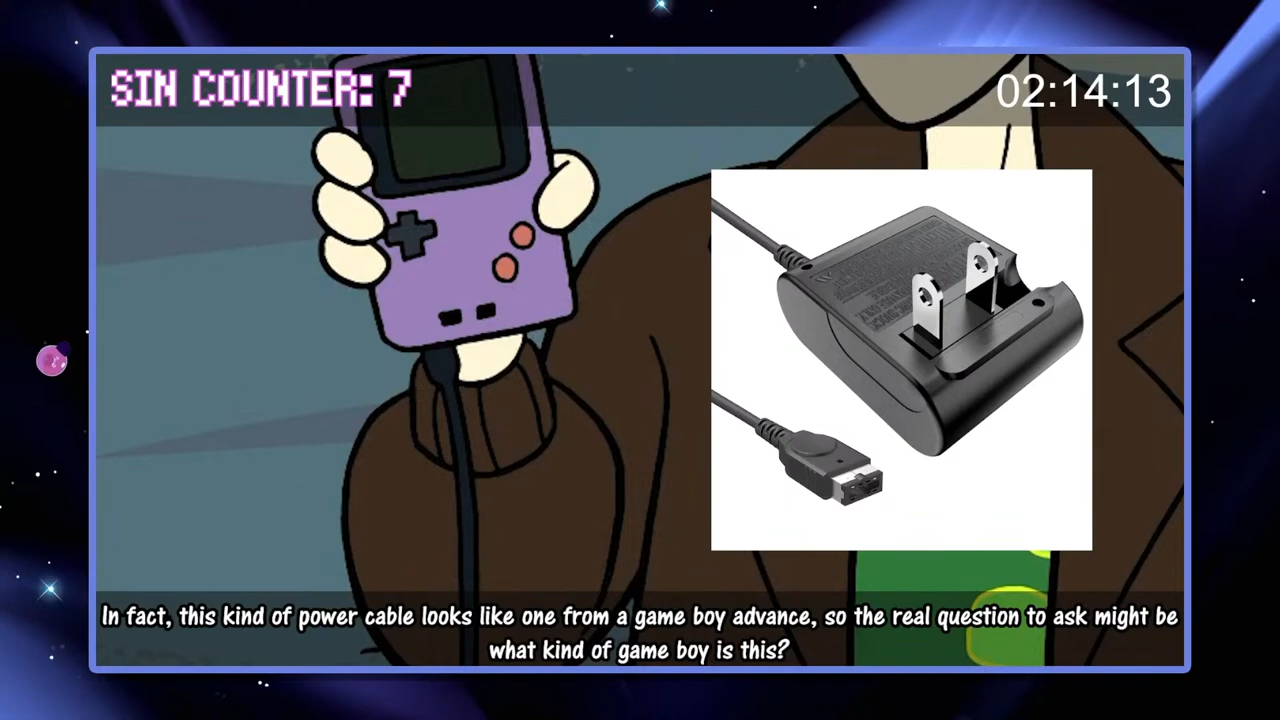 SIN COUNTER: 7
02:14:13
In fact, this kind of power cable looks like one from a game boy advance, so the real question to ask might be
what kind of game boy is this?